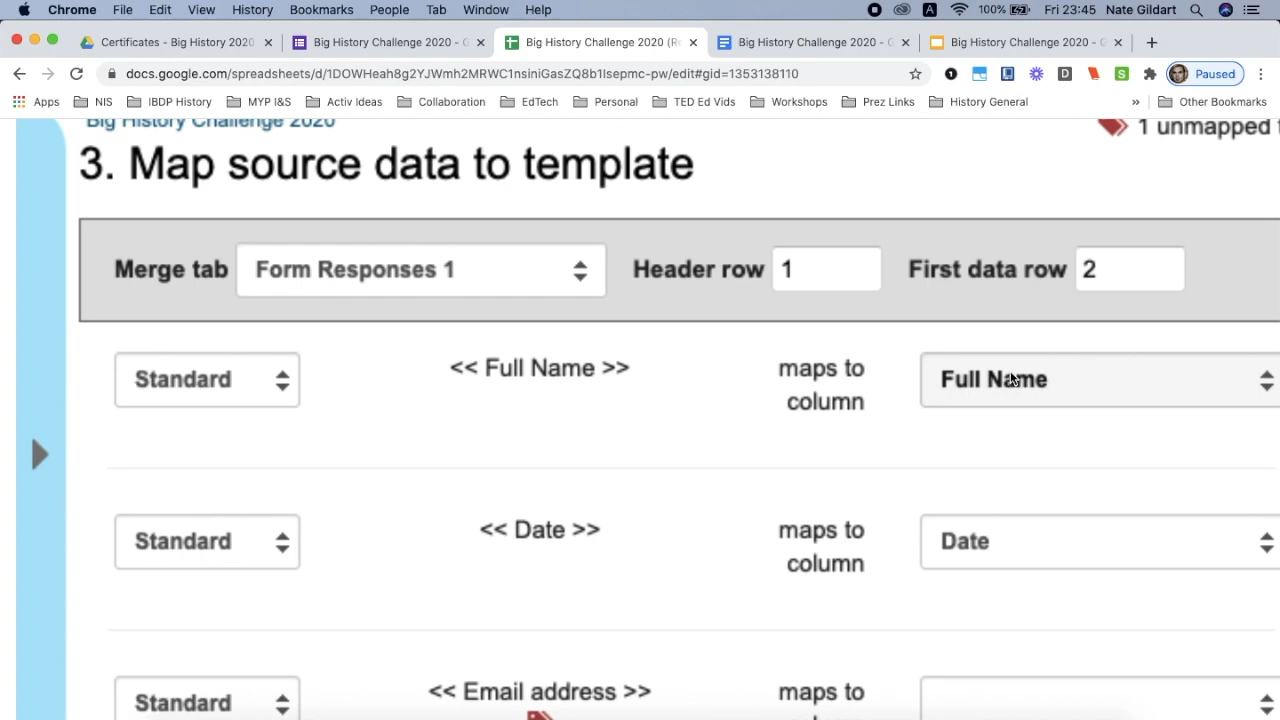 Chrome File Edit View History Bookmarks People Tab Window Help 100% Fri 23:45 Nate Gildart
Certificates - Big History 2020 Big History Challenge 2020 - G Big History Challenge 2020 (Re Big History Challenge 2020 - G Big History Challenge 2020 - G
docs.google.com/spreadsheets/d/1DOWHeah8g2YJWmh2MRWC1nsiniGasZQ8b1Isepmc-pw/edit#gid=1353138110 Paused
Apps NIS IBDP History MYP I&S Activ Ideas Collaboration EdTech Personal TED Ed Vids Workshops Prez Links History General » Other Bookmarks
Big History Challenge 2020
1 unmapped
3. Map source data to template
Merge tab Form Responses 1 Header row 1 First data row 2
Standard << Full Name >> maps to column Full Name
Standard << Date >> maps to column Date
Standard << Email address >> maps to